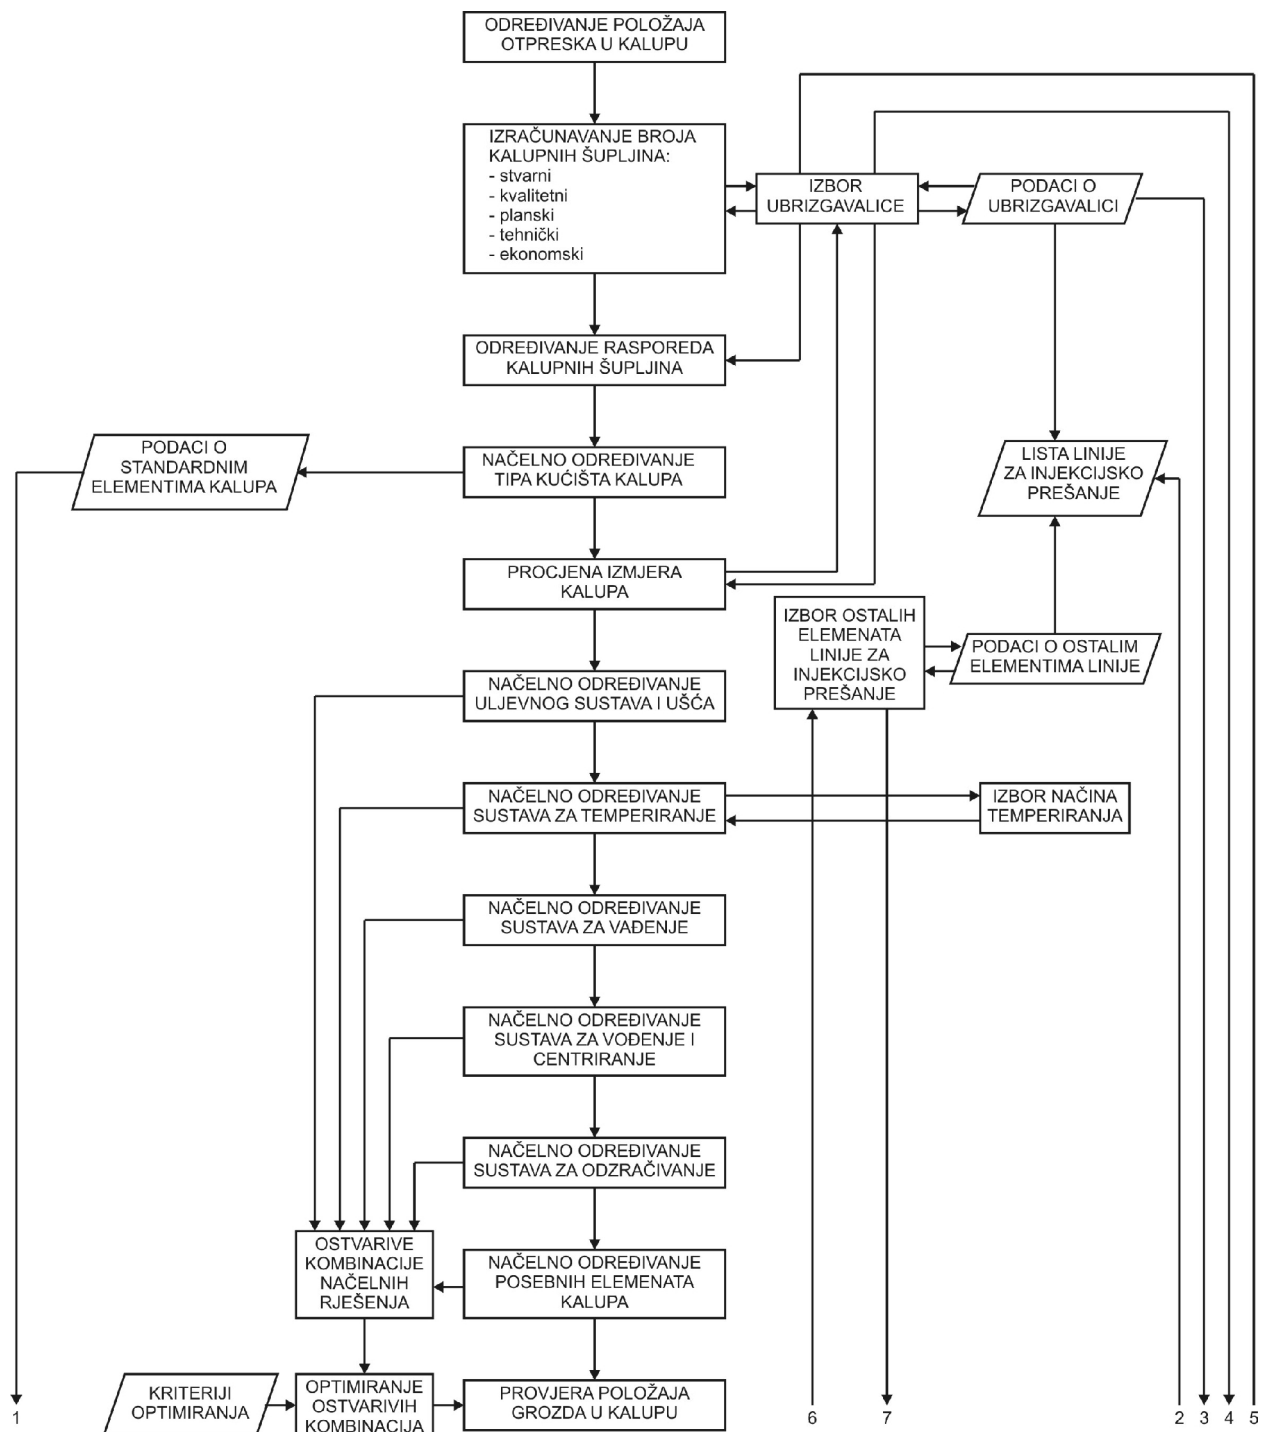 ODREĐIVANJE POLOŽAJA
OTPRESKA U KALUPU
IZRAČUNAVANJE BROJA
KALUPNIH ŠUPLJINA:
- stvarni
- kvalitetni
- planski
- tehnički
- ekonomski
IZBOR
UBRIZGAVALICE
PODACI O
UBRIZGAVALICI
ODREĐIVANJE RASPOREDA
KALUPNIH ŠUPLJINA
PODACI O
STANDARDNIM
ELEMENTIMA KALUPA
NAČELNO ODREĐIVANJE
TIPA KUĆIŠTA KALUPA
LISTA LINIJE
ZA INJEKCIJSKO
PREŠANJE
PROCJENA IZMJERA
KALUPA
IZBOR OSTALIH
ELEMENATA
LINIJE ZA
INJEKCIJSKO
PREŠANJE
PODACI O OSTALIM
ELEMENTIMA LINIJE
NAČELNO ODREĐIVANJE
ULJEVNOG SUSTAVA I UŠĆA
NAČELNO ODREĐIVANJE
SUSTAVA ZA TEMPERIRANJE
IZBOR NAČINA
TEMPERIRANJA
NAČELNO ODREĐIVANJE
SUSTAVA ZA VAĐENJE
NAČELNO ODREĐIVANJE
SUSTAVA ZA VOĐENJE I
CENTRIRANJE
NAČELNO ODREĐIVANJE
SUSTAVA ZA ODZRAČIVANJE
OSTVARIVE
KOMBINACIJE
NAČELNIH
RJEŠENJA
NAČELNO ODREĐIVANJE
POSEBNIH ELEMENATA
KALUPA
KRITERIJI
OPTIMIRANJA
OPTIMIRANJE
OSTVARIVIH
KOMBINACIJA
PROVJERA POLOŽAJA
GROZDA U KALUPU
1 6 7 2 3 4 5